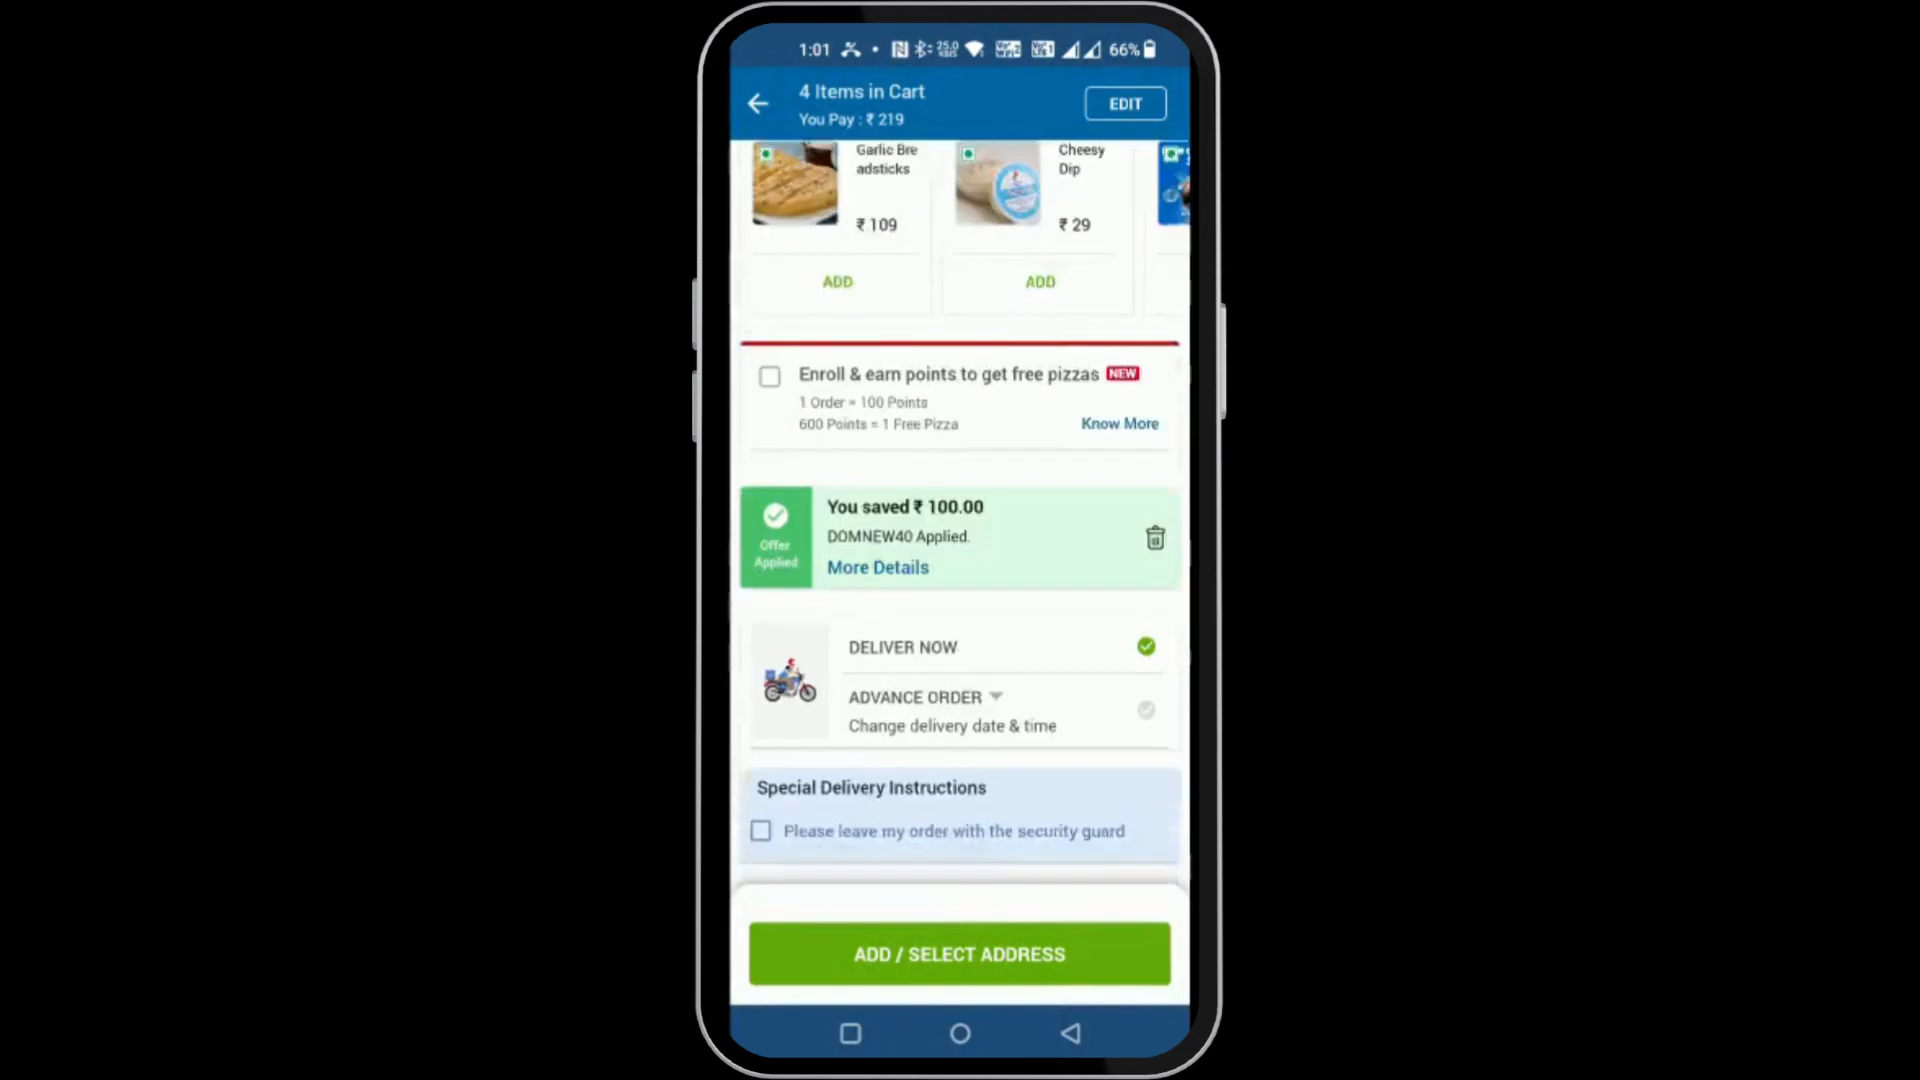 1:01
25.0
66%
4 Items in Cart
You Pay : ₹ 219
EDIT
Garlic Bre
adsticks
₹ 109
ADD
Cheesy
Dip
₹ 29
ADD
Enroll & earn points to get free pizzas NEW
1 Order = 100 Points
600 Points = 1 Free Pizza
Know More
Offer
Applied
You saved ₹ 100.00
DOMNEW40 Applied.
More Details
DELIVER NOW
ADVANCE ORDER
Change delivery date & time
Special Delivery Instructions
Please leave my order with the security guard
ADD / SELECT ADDRESS